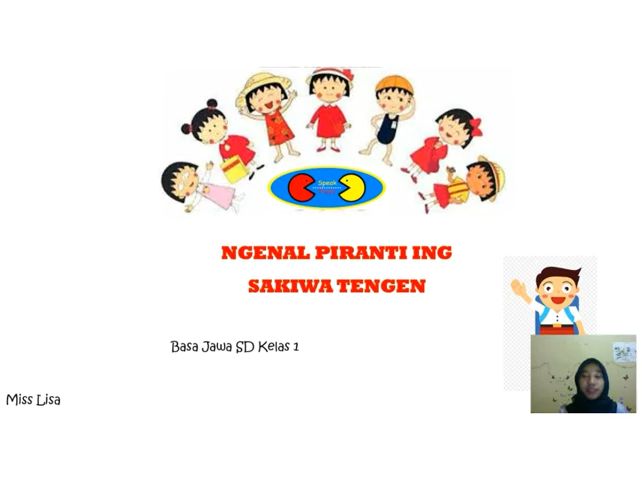 Speak
NGENAL PIRANTI ING
SAKIWA TENGEN
Basa Jawa SD Kelas 1
Miss Lisa